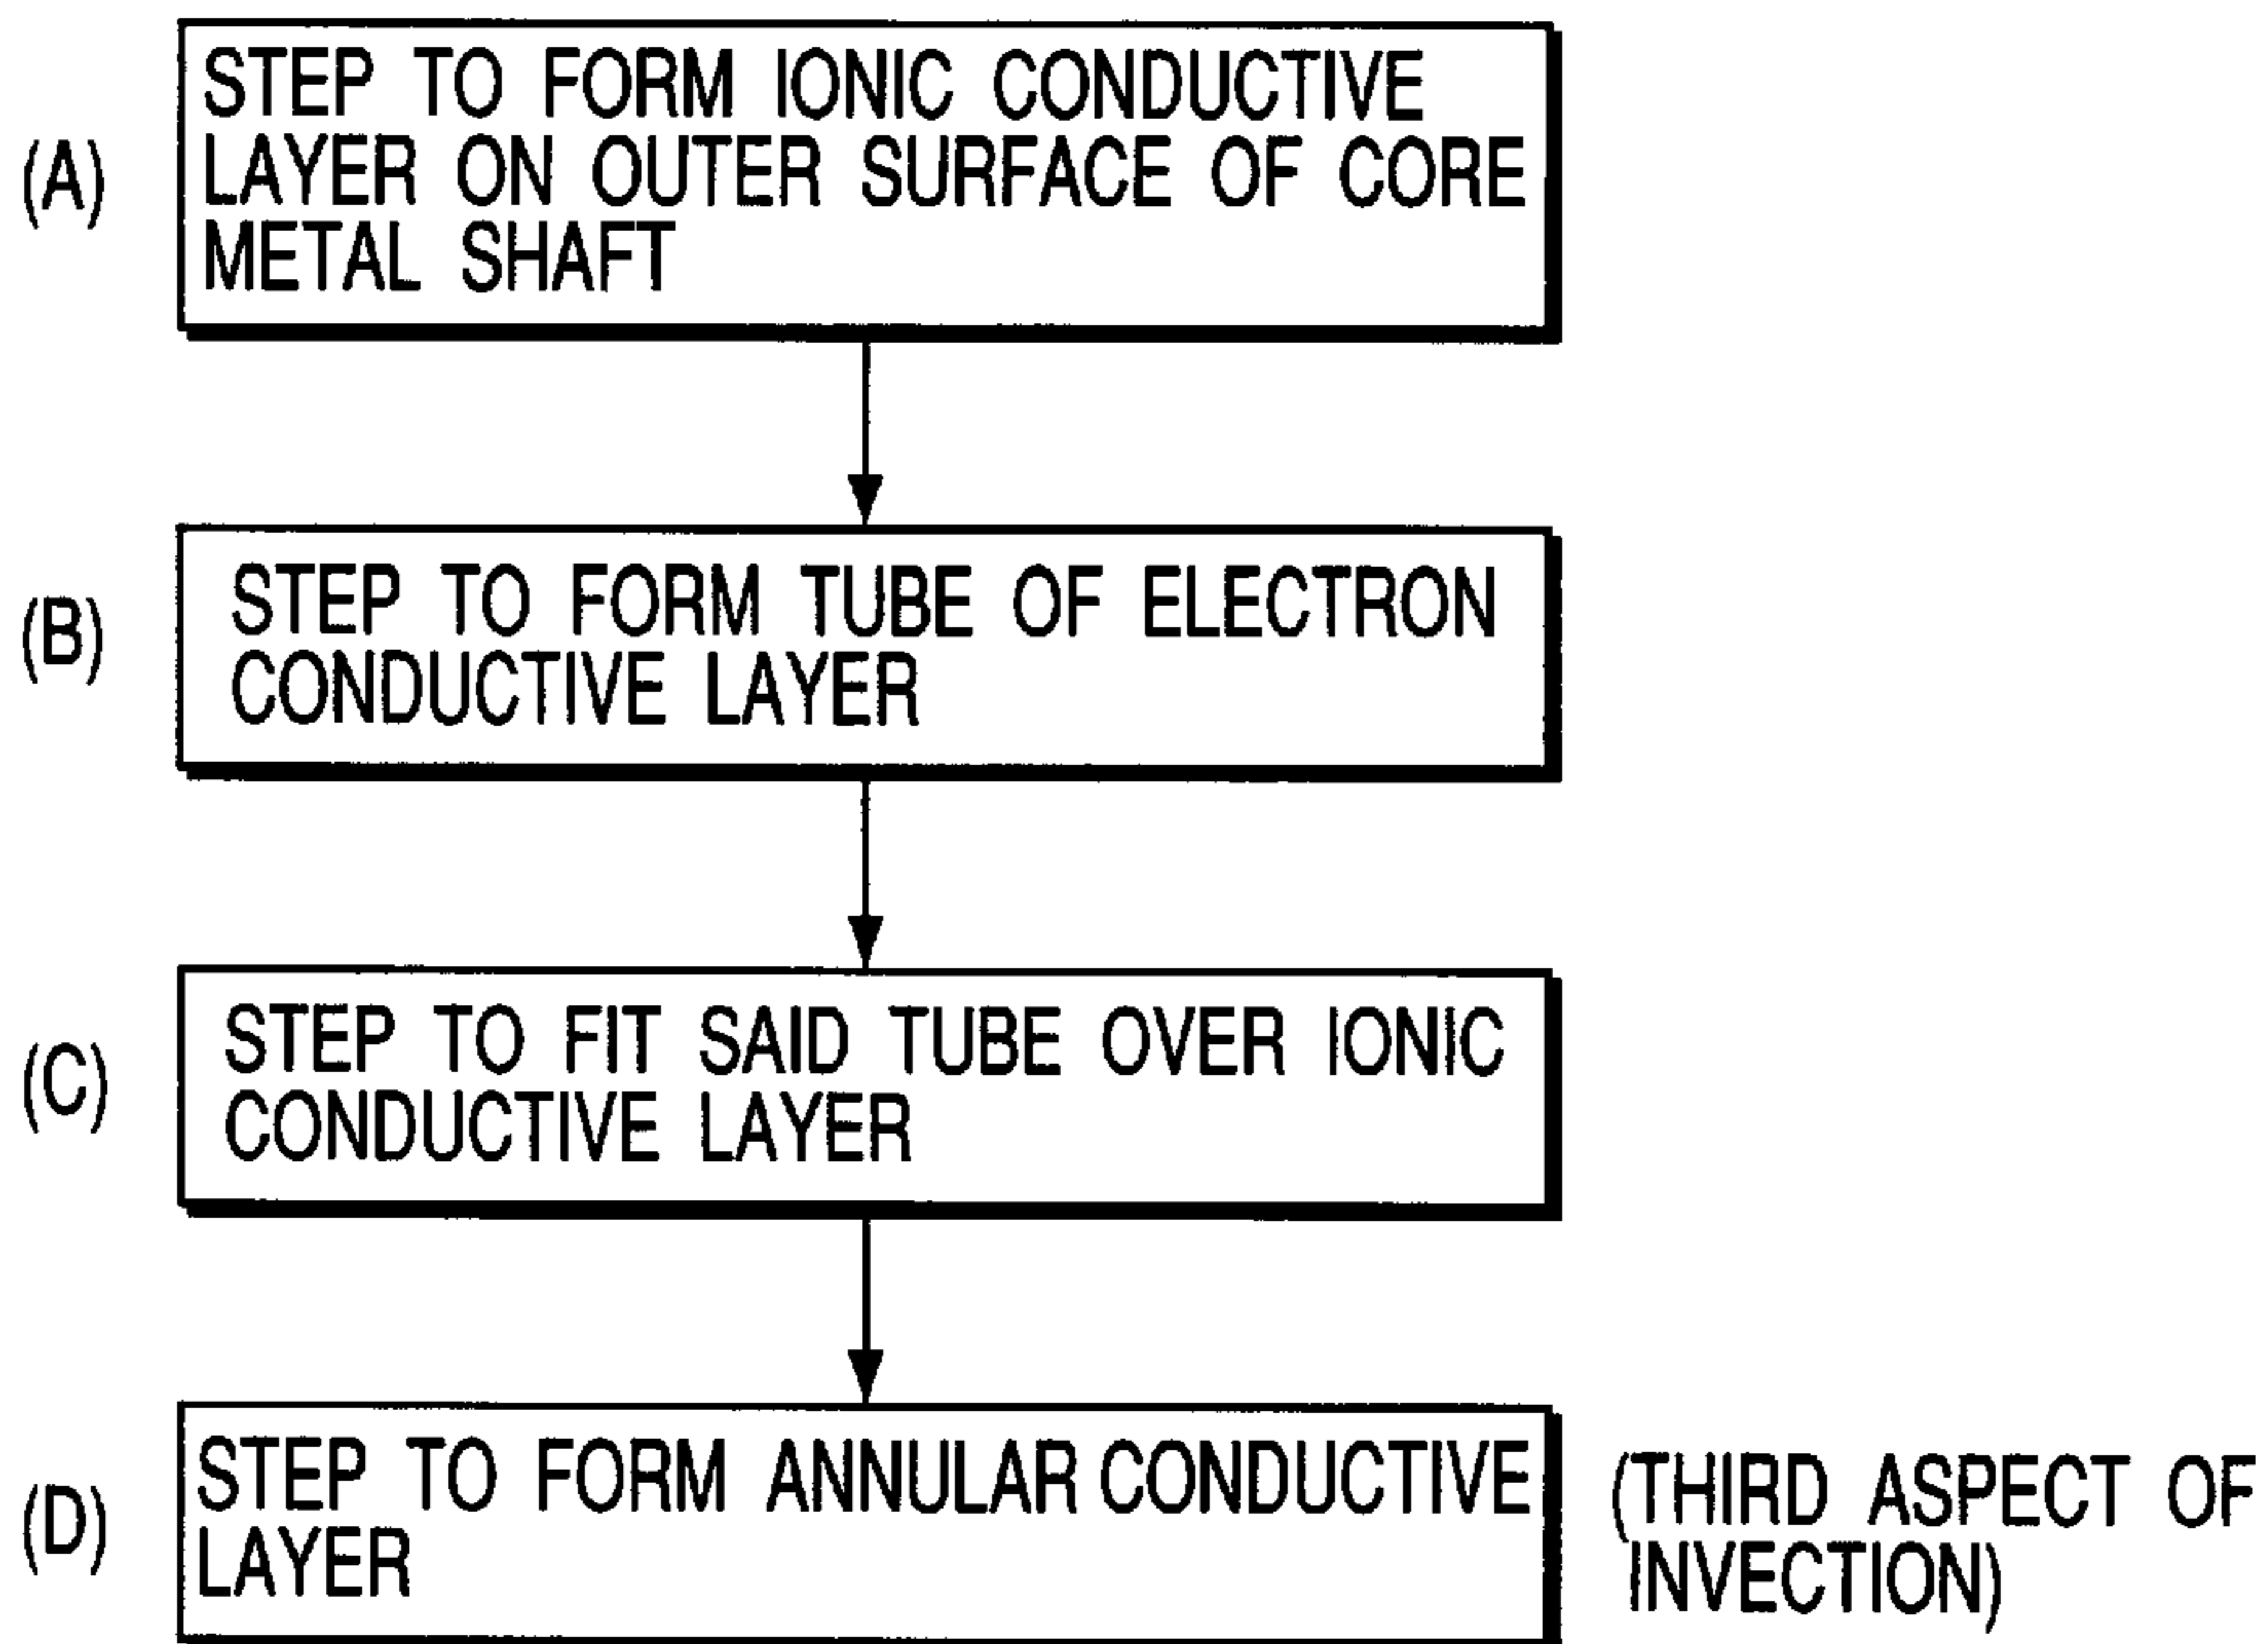 (A)
STEP TO FORM IONIC CONDUCTIVE
LAYER ON OUTER SURFACE OF CORE
METAL SHAFT
(B)
STEP TO FORM TUBE OF ELECTRON
CONDUCTIVE LAYER
(C)
STEP TO FIT SAID TUBE OVER IONIC
CONDUCTIVE LAYER
(D)
STEP TO FORM ANNULAR CONDUCTIVE
LAYER
(THIRD ASPECT OF
INVECTION)